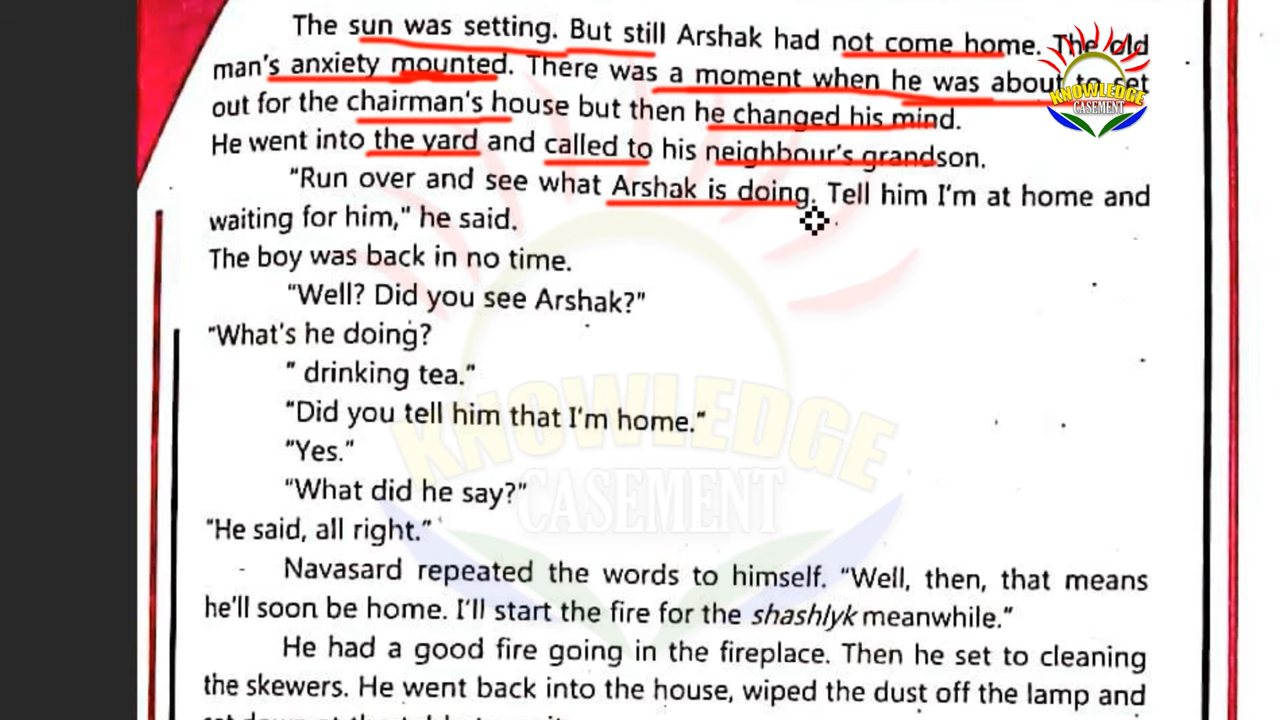 The sun was setting. But still Arshak had not come home. The old
man's anxiety mounted. There was a moment when he was about to set
out for the chairman's house but then he changed his mind.
He went into the yard and called to his neighbour's grandson.
"Run over and see what Arshak is doing. Tell him I'm at home and
waiting for him," he said.
The boy was back in no time.
"Well? Did you see Arshak?"
"What's he doing?
" drinking tea."
"Did you tell him that I'm home."
"Yes."
"What did he say?"
"He said, all right."
Navasard repeated the words to himself. "Well, then, that means
he'll soon be home. I'll start the fire for the shashlyk meanwhile."
He had a good fire going in the fireplace. Then he set to cleaning
the skewers. He went back into the house, wiped the dust off the lamp and
KNOWLEDGE
CASEMENT
KNOWLEDGE
CASEMENT